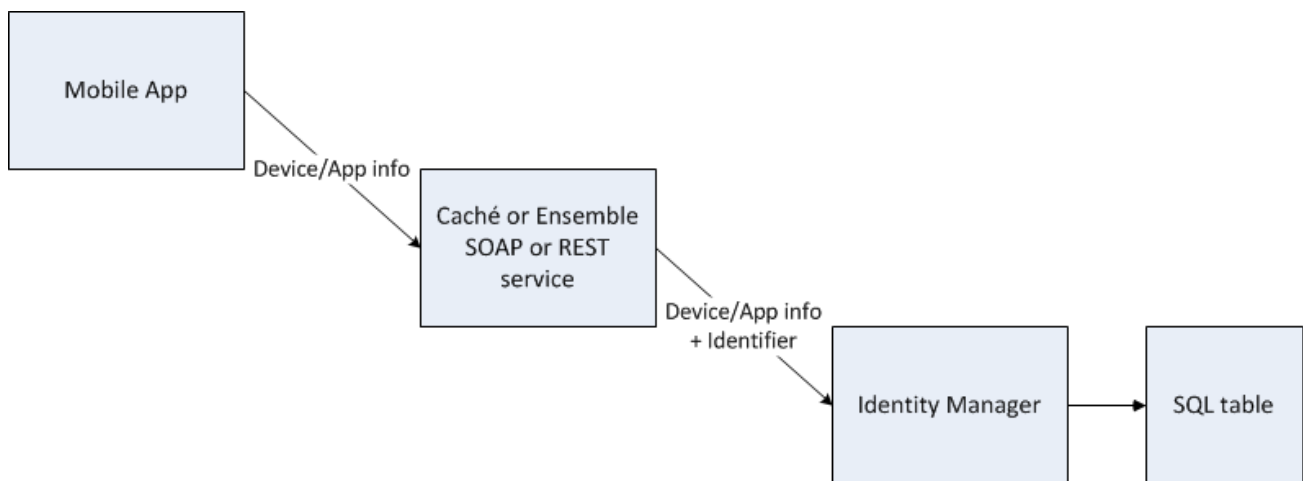 Mobile App
Device/App info
Caché or Ensemble
SOAP or REST
service
Device/App info
+ Identifier
Identity Manager
SQL table